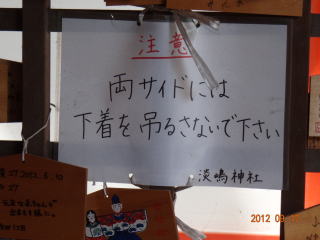 注意
両サイドには
下着を吊るさないで下さい
淡嶋神社